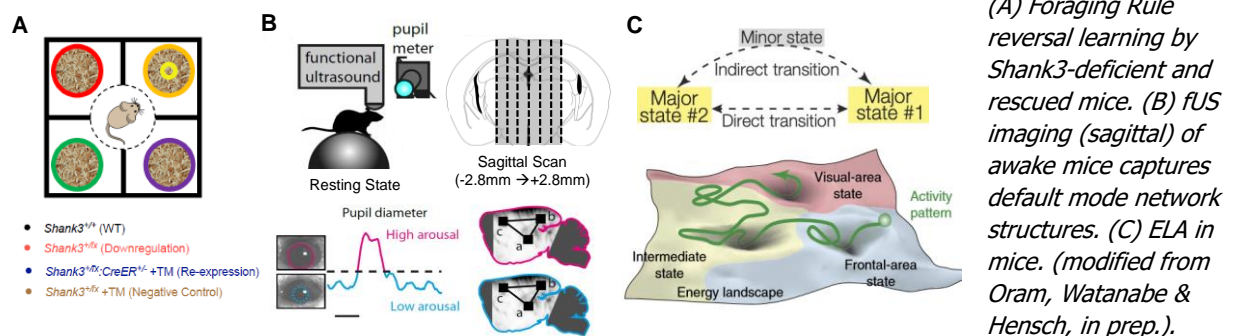 A
Shank3+/+ (WT)
Shank3+/fx (Downregulation)
Shank3+/fx:CreER+/- +TM (Re-expression)
Shank3+/fx +TM (Negative Control)
B
functional
ultrasound
pupil
meter
Resting State
Sagittal Scan
(-2.8mm →+2.8mm)
Pupil diameter
High arousal
Low arousal
b
c
a
b
c
a
C
Minor state
Indirect transition
Major
state #2
Major
state #1
Direct transition
Visual-area
state
Activity
pattern
Intermediate
state
Frontal-area
state
Energy landscape
(A) Foraging Rule
reversal learning by
Shank3-deficient and
rescued mice. (B) fUS
imaging (sagittal) of
awake mice captures
default mode network
structures. (C) ELA in
mice. (modified from
Oram, Watanabe &
Hensch, in prep.).